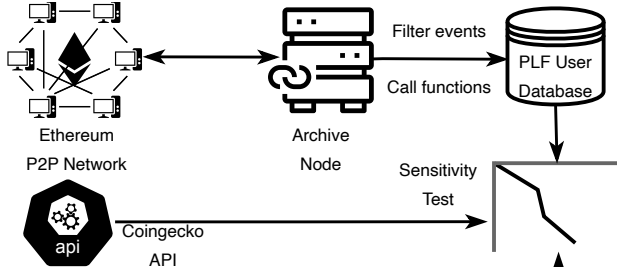 Filter events
Call functions
PLF User
Database
Ethereum
P2P Network
Archive
Node
Sensitivity
Test
api
Coingecko
API